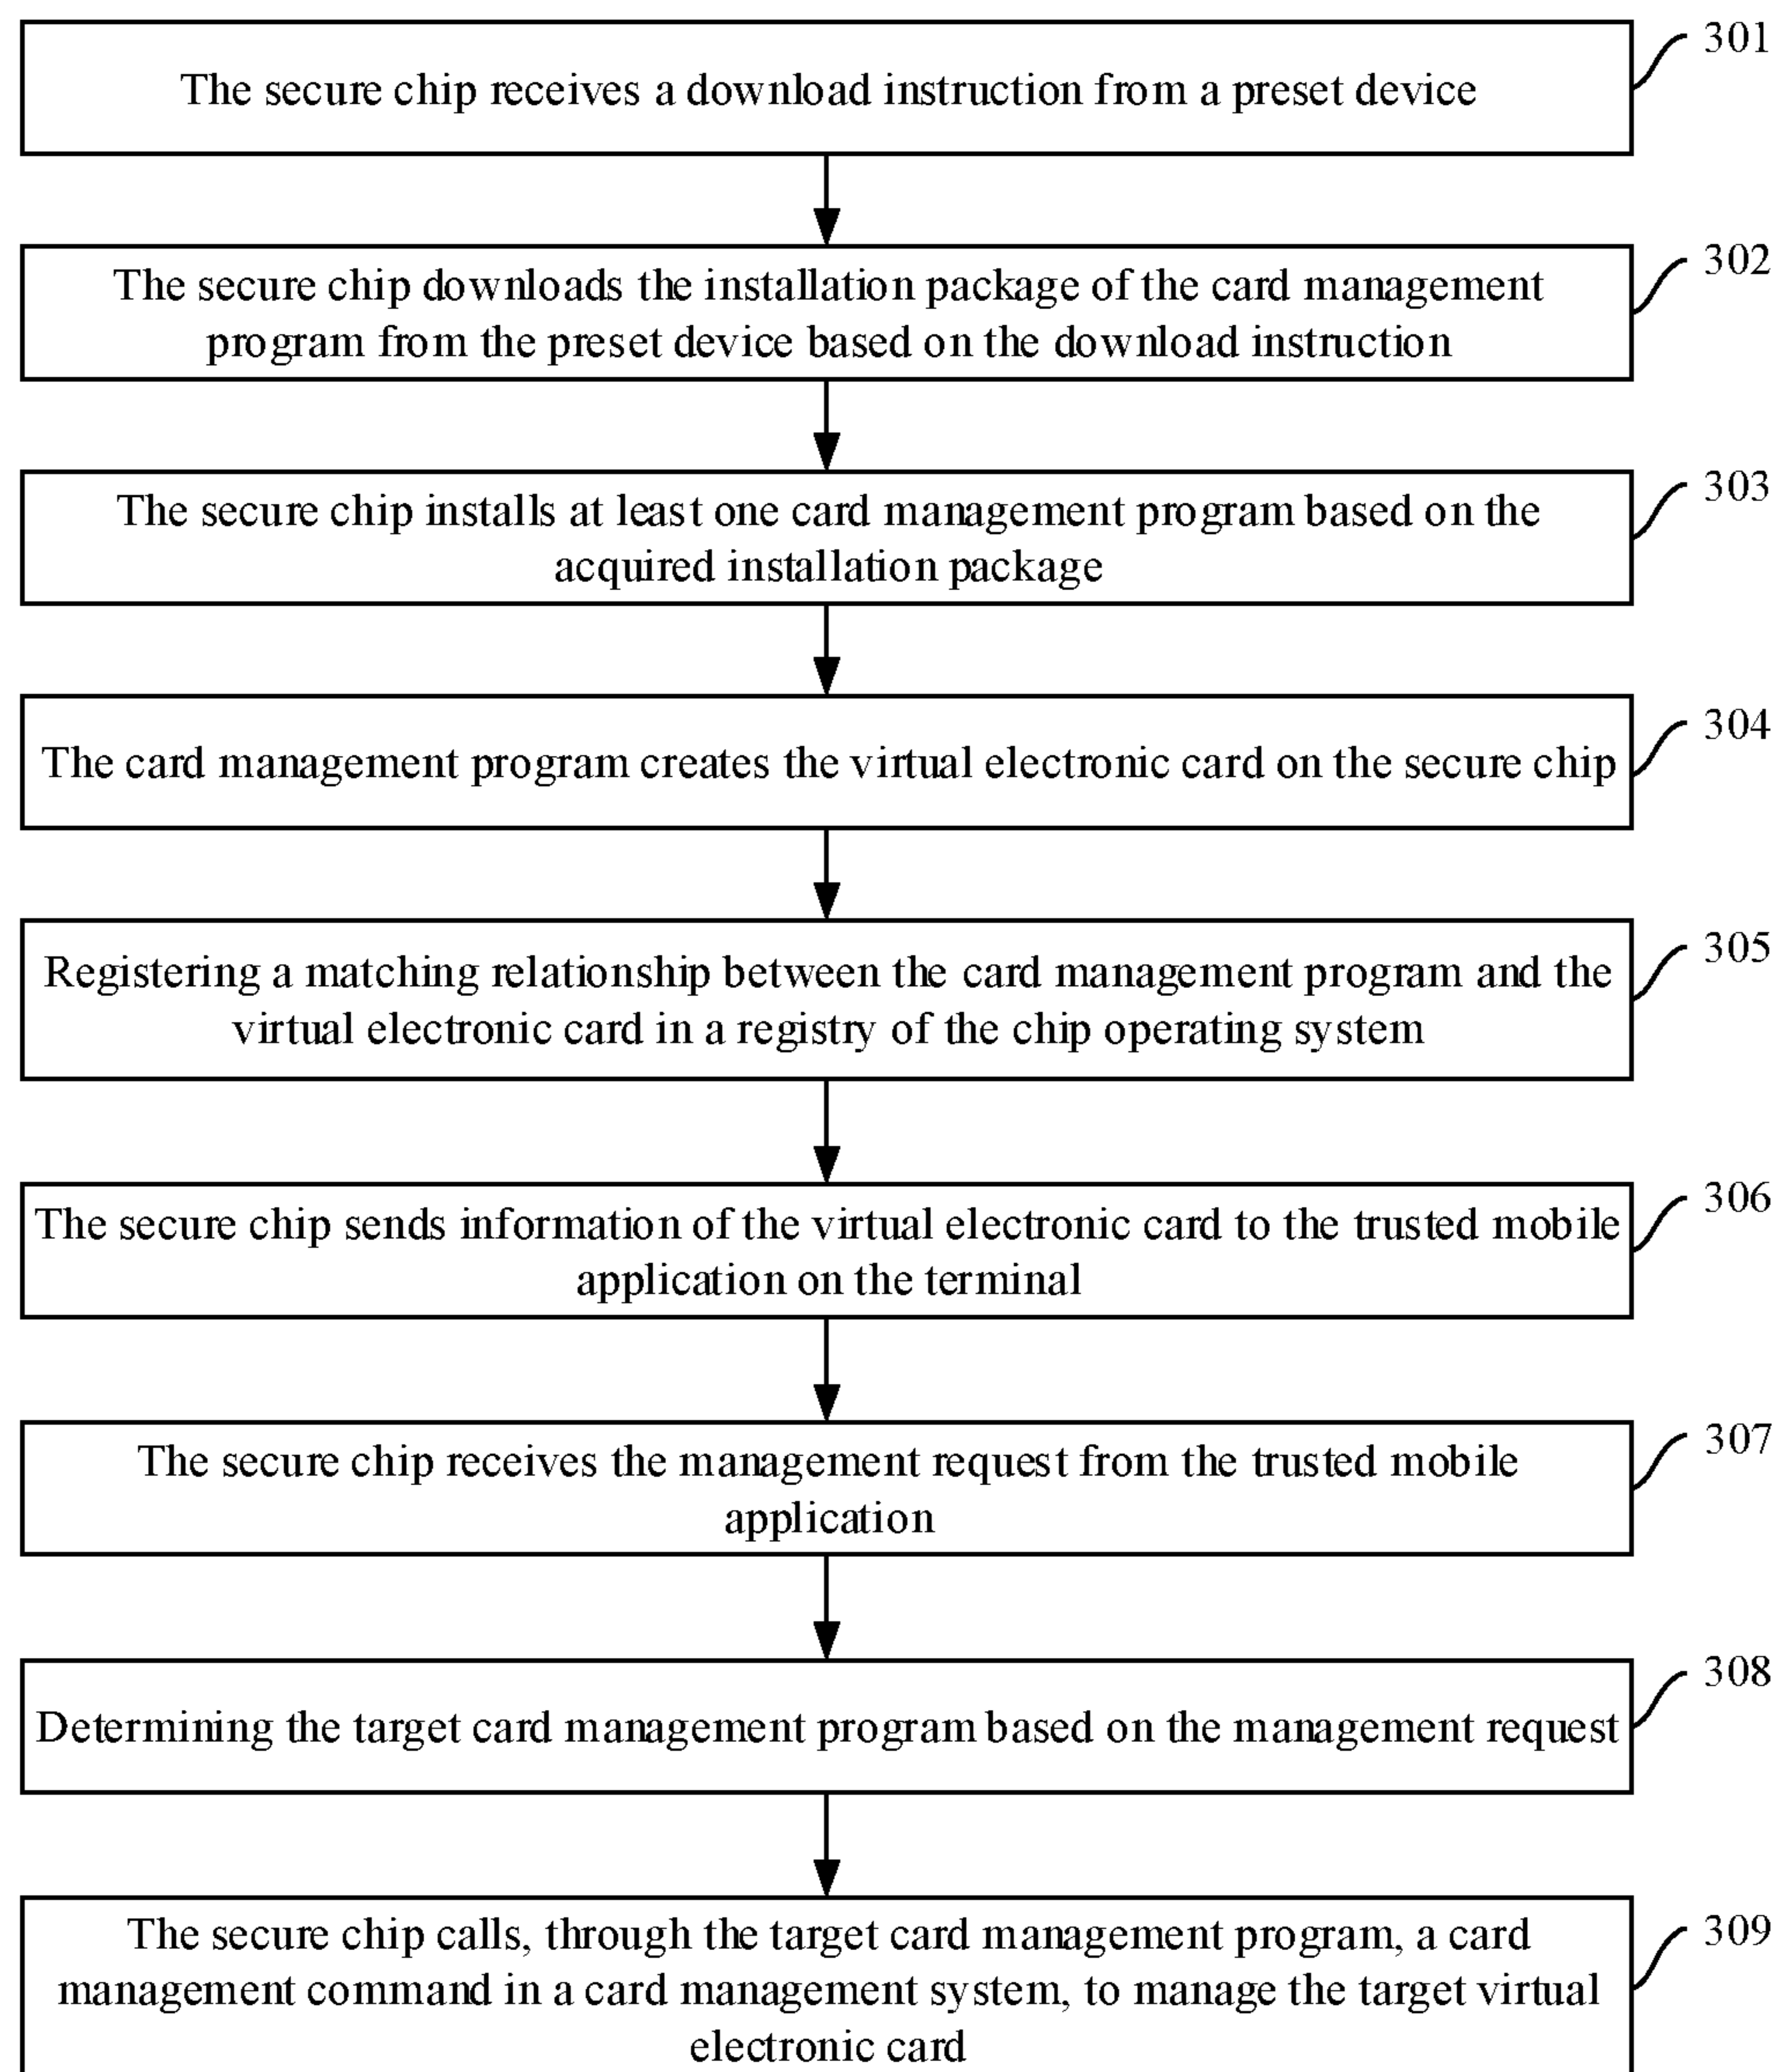 301
The secure chip receives a download instruction from a preset device
302
The secure chip downloads the installation package of the card management
program from the preset device based on the download instruction
303
The secure chip installs at least one card management program based on the
acquired installation package
304
The card management program creates the virtual electronic card on the secure chip
305
Registering a matching relationship between the card management program and the
virtual electronic card in a registry of the chip operating system
306
The secure chip sends information of the virtual electronic card to the trusted mobile
application on the terminal
307
The secure chip receives the management request from the trusted mobile
application
308
Determining the target card management program based on the management request
309
The secure chip calls, through the target card management program, a card
management command in a card management system, to manage the target virtual
electronic card